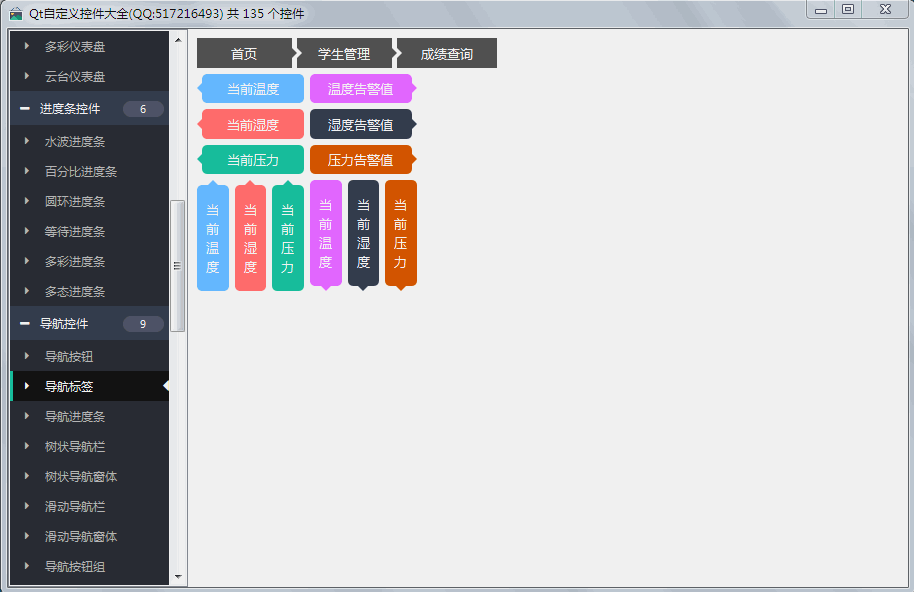 Qt自定义控件大全(QQ:517216493) 共 135 个控件
多彩仪表盘
云台仪表盘
进度条控件 6
水波进度条
百分比进度条
圆环进度条
等待进度条
多彩进度条
多态进度条
导航控件 9
导航按钮
导航标签
导航进度条
树状导航栏
树状导航窗体
滑动导航栏
滑动导航窗体
导航按钮组
首页 学生管理 成绩查询
当前温度 温度告警值
当前湿度 湿度告警值
当前压力 压力告警值
当前温度
当前湿度
当前压力
当前温度
当前湿度
当前压力